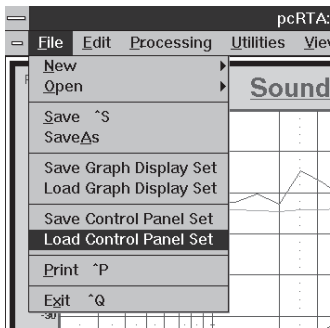 pcRTA:
File Edit Processing Utilities View
New
Open
Sound
Save ^S
SaveAs
Save Graph Display Set
Load Graph Display Set
Save Control Panel Set
Load Control Panel Set
Print ^P
Exit ^Q
-90